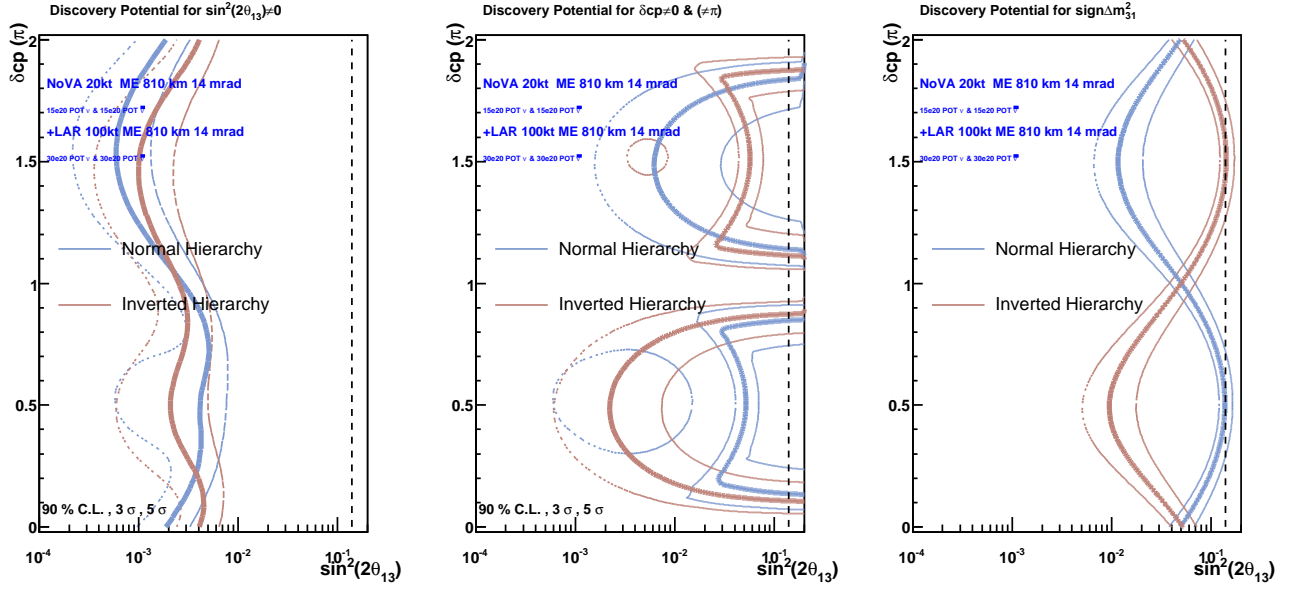 Discovery Potential for sin²(2θ₁₃)≠0
δcp (π)
2
1.5
1
0.5
0
NoVA 20kt ME 810 km 14 mrad
15e20 POT ν & 15e20 POT ν̅
+LAR 100kt ME 810 km 14 mrad
30e20 POT ν & 30e20 POT ν̅
Normal Hierarchy
Inverted Hierarchy
90 % C.L. , 3 σ , 5 σ
10⁻⁴ 10⁻³ 10⁻² 10⁻¹
sin²(2θ₁₃)
Discovery Potential for δcp≠0 & (≠π)
δcp (π)
2
1.5
1
0.5
0
NoVA 20kt ME 810 km 14 mrad
15e20 POT ν & 15e20 POT ν̅
+LAR 100kt ME 810 km 14 mrad
30e20 POT ν & 30e20 POT ν̅
Normal Hierarchy
Inverted Hierarchy
90 % C.L. , 3 σ , 5 σ
10⁻⁴ 10⁻³ 10⁻² 10⁻¹
sin²(2θ₁₃)
Discovery Potential for signΔm²₃₁
δcp (π)
2
1.5
1
0.5
0
NoVA 20kt ME 810 km 14 mrad
15e20 POT ν & 15e20 POT ν̅
+LAR 100kt ME 810 km 14 mrad
30e20 POT ν & 30e20 POT ν̅
Normal Hierarchy
Inverted Hierarchy
10⁻⁴ 10⁻³ 10⁻² 10⁻¹
sin²(2θ₁₃)